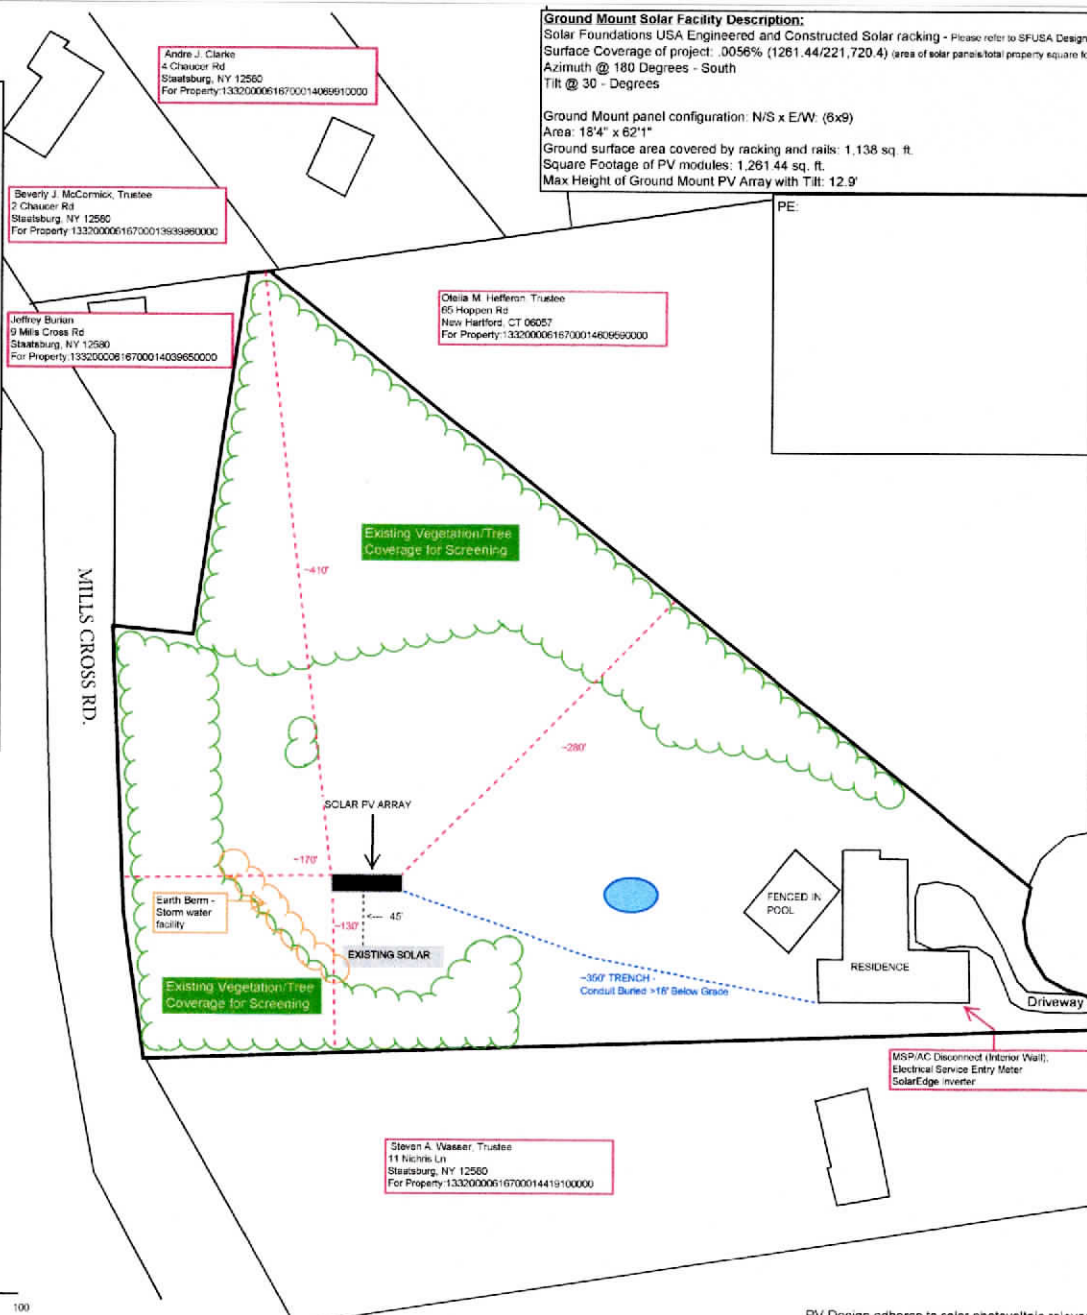 Ground Mount Solar Facility Description:
Solar Foundations USA Engineered and Constructed Solar racking - Please refer to SFUSA Design
Surface Coverage of project: .0056% (1261.44/221,720.4) (area of solar panels/total property square fo
Azimuth @ 180 Degrees - South
Tilt @ 30 - Degrees
Ground Mount panel configuration: N/S x E/W: (6x9)
Area: 18'4" x 62'1"
Ground surface area covered by racking and rails: 1,138 sq. ft.
Square Footage of PV modules: 1,261.44 sq. ft.
Max Height of Ground Mount PV Array with Tilt: 12.9'
PE:
Andre J. Clarke
4 Chaucer Rd
Staatsburg, NY 12580
For Property:13320000616700014089910000
Beverly J. McCormick, Trustee
2 Chaucer Rd
Staatsburg, NY 12580
For Property:13320000616700013939860000
Jeffrey Burian
9 Mills Cross Rd
Staatsburg, NY 12580
For Property:13320000616700014039650000
Otelia M. Hefferon, Trustee
65 Hoppen Rd
New Hartford, CT 06057
For Property:13320000616700014609590000
Existing Vegetation/Tree
Coverage for Screening
~410'
MILLS CROSS RD.
~280'
SOLAR PV ARRAY
~170'
Earth Berm -
Storm water
facility
~130'
<--- 45'
EXISTING SOLAR
FENCED IN
POOL
RESIDENCE
~350' TRENCH -
Conduit Buried >18' Below Grade
Driveway
Existing Vegetation/Tree
Coverage for Screening
MSP/AC Disconnect (Interior Wall);
Electrical Service Entry Meter
SolarEdge Inverter
Steven A. Wasser, Trustee
11 Nichris Ln
Staatsburg, NY 12580
For Property:13320000616700014419100000
100
PV Design adheres to solar photovoltaic